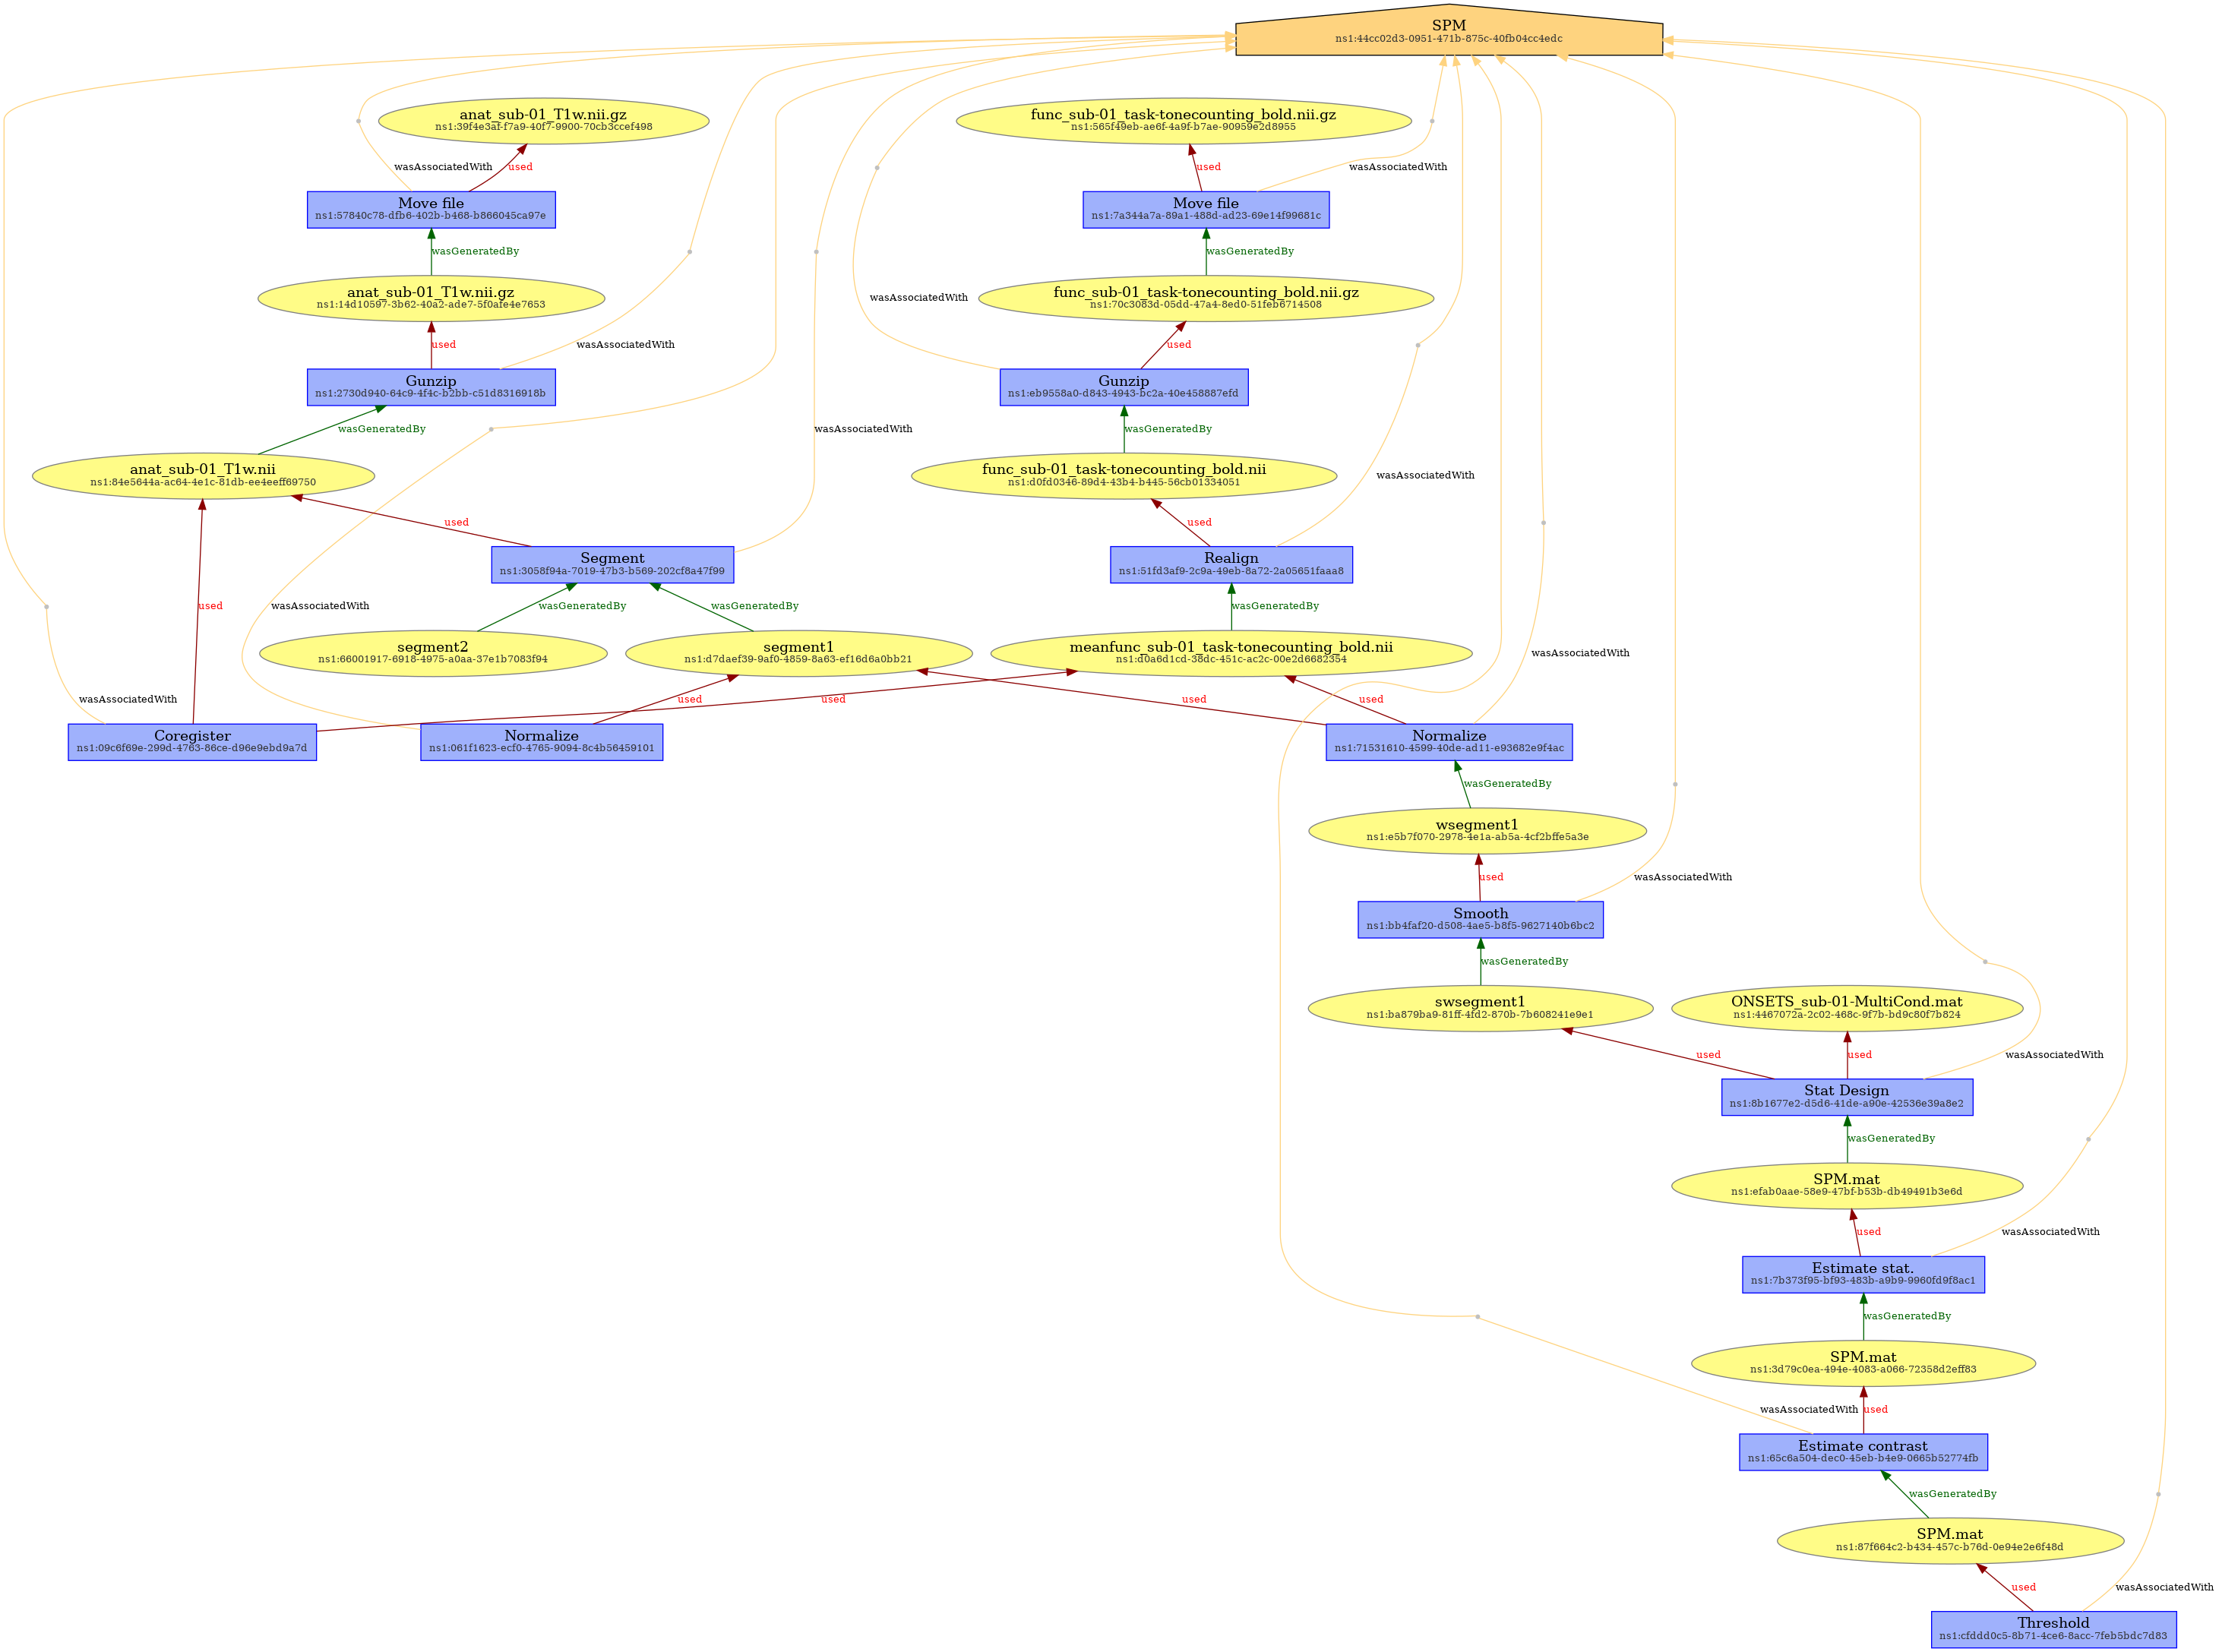 SPM
ns1:44cc02d3-0951-471b-875c-40fb04cc4edc
anat_sub-01_T1w.nii.gz
ns1:39f4e3af-f7a9-40f7-9900-70cb3ccef498
func_sub-01_task-tonecounting_bold.nii.gz
ns1:565f49eb-ae6f-4a9f-b7ae-90959e2d8955
wasAssociatedWith
used
used
wasAssociatedWith
Move file
ns1:57840c78-dfb6-402b-b468-b866045ca97e
Move file
ns1:7a344a7a-89a1-488d-ad23-69e14f99681c
wasGeneratedBy
wasGeneratedBy
anat_sub-01_T1w.nii.gz
ns1:14d10597-3b62-40a2-ade7-5f0afe4e7653
wasAssociatedWith
func_sub-01_task-tonecounting_bold.nii.gz
ns1:70c3083d-05dd-47a4-8ed0-51feb6714508
used
wasAssociatedWith
used
Gunzip
ns1:2730d940-64c9-4f4c-b2bb-c51d8316918b
Gunzip
ns1:eb9558a0-d843-4943-bc2a-40e458887efd
wasGeneratedBy
wasAssociatedWith
wasGeneratedBy
anat_sub-01_T1w.nii
ns1:84e5644a-ac64-4e1c-81db-ee4eeff69750
func_sub-01_task-tonecounting_bold.nii
ns1:d0fd0346-89d4-43b4-b445-56cb01334051
wasAssociatedWith
used
used
Segment
ns1:3058f94a-7019-47b3-b569-202cf8a47f99
Realign
ns1:51fd3af9-2c9a-49eb-8a72-2a05651faaa8
used
wasAssociatedWith
wasGeneratedBy
wasGeneratedBy
wasGeneratedBy
segment2
ns1:66001917-6918-4975-a0aa-37e1b7083f94
segment1
ns1:d7daef39-9af0-4859-8a63-ef16d6a0bb21
meanfunc_sub-01_task-tonecounting_bold.nii
ns1:d0a6d1cd-38dc-451c-ac2c-00e2d6682354
wasAssociatedWith
wasAssociatedWith
used
used
used
used
Coregister
ns1:09c6f69e-299d-4763-86ce-d96e9ebd9a7d
Normalize
ns1:061f1623-ecf0-4765-9094-8c4b56459101
Normalize
ns1:71531610-4599-40de-ad11-e93682e9f4ac
wasGeneratedBy
wsegment1
ns1:e5b7f070-2978-4e1a-ab5a-4cf2bffe5a3e
used
wasAssociatedWith
Smooth
ns1:bb4faf20-d508-4ae5-b8f5-9627140b6bc2
wasGeneratedBy
swsegment1
ns1:ba879ba9-81ff-4fd2-870b-7b608241e9e1
ONSETS_sub-01-MultiCond.mat
ns1:4467072a-2c02-468c-9f7b-bd9c80f7b824
used
used
wasAssociatedWith
Stat Design
ns1:8b1677e2-d5d6-41de-a90e-42536e39a8e2
wasGeneratedBy
SPM.mat
ns1:efab0aae-58e9-47bf-b53b-db49491b3e6d
used
wasAssociatedWith
Estimate stat.
ns1:7b373f95-bf93-483b-a9b9-9960fd9f8ac1
wasGeneratedBy
SPM.mat
ns1:3d79c0ea-494e-4083-a066-72358d2eff83
wasAssociatedWith
used
Estimate contrast
ns1:65c6a504-dec0-45eb-b4e9-0665b52774fb
wasGeneratedBy
SPM.mat
ns1:87f664c2-b434-457c-b76d-0e94e2e6f48d
used
wasAssociatedWith
Threshold
ns1:cfddd0c5-8b71-4ce6-8acc-7feb5bdc7d83